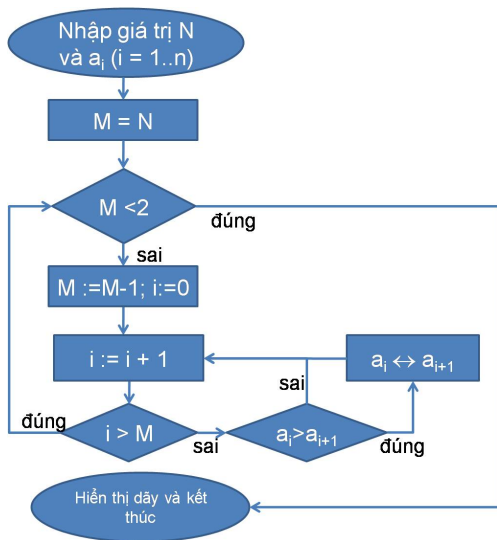 Nhập giá trị N
và aᵢ (i = 1..n)
M = N
M <2
đúng
sai
M :=M-1; i:=0
i := i + 1
aᵢ ↔ aᵢ₊₁
sai
đúng
i > M
sai
aᵢ>aᵢ₊₁
đúng
Hiển thị dãy và kết
thúc